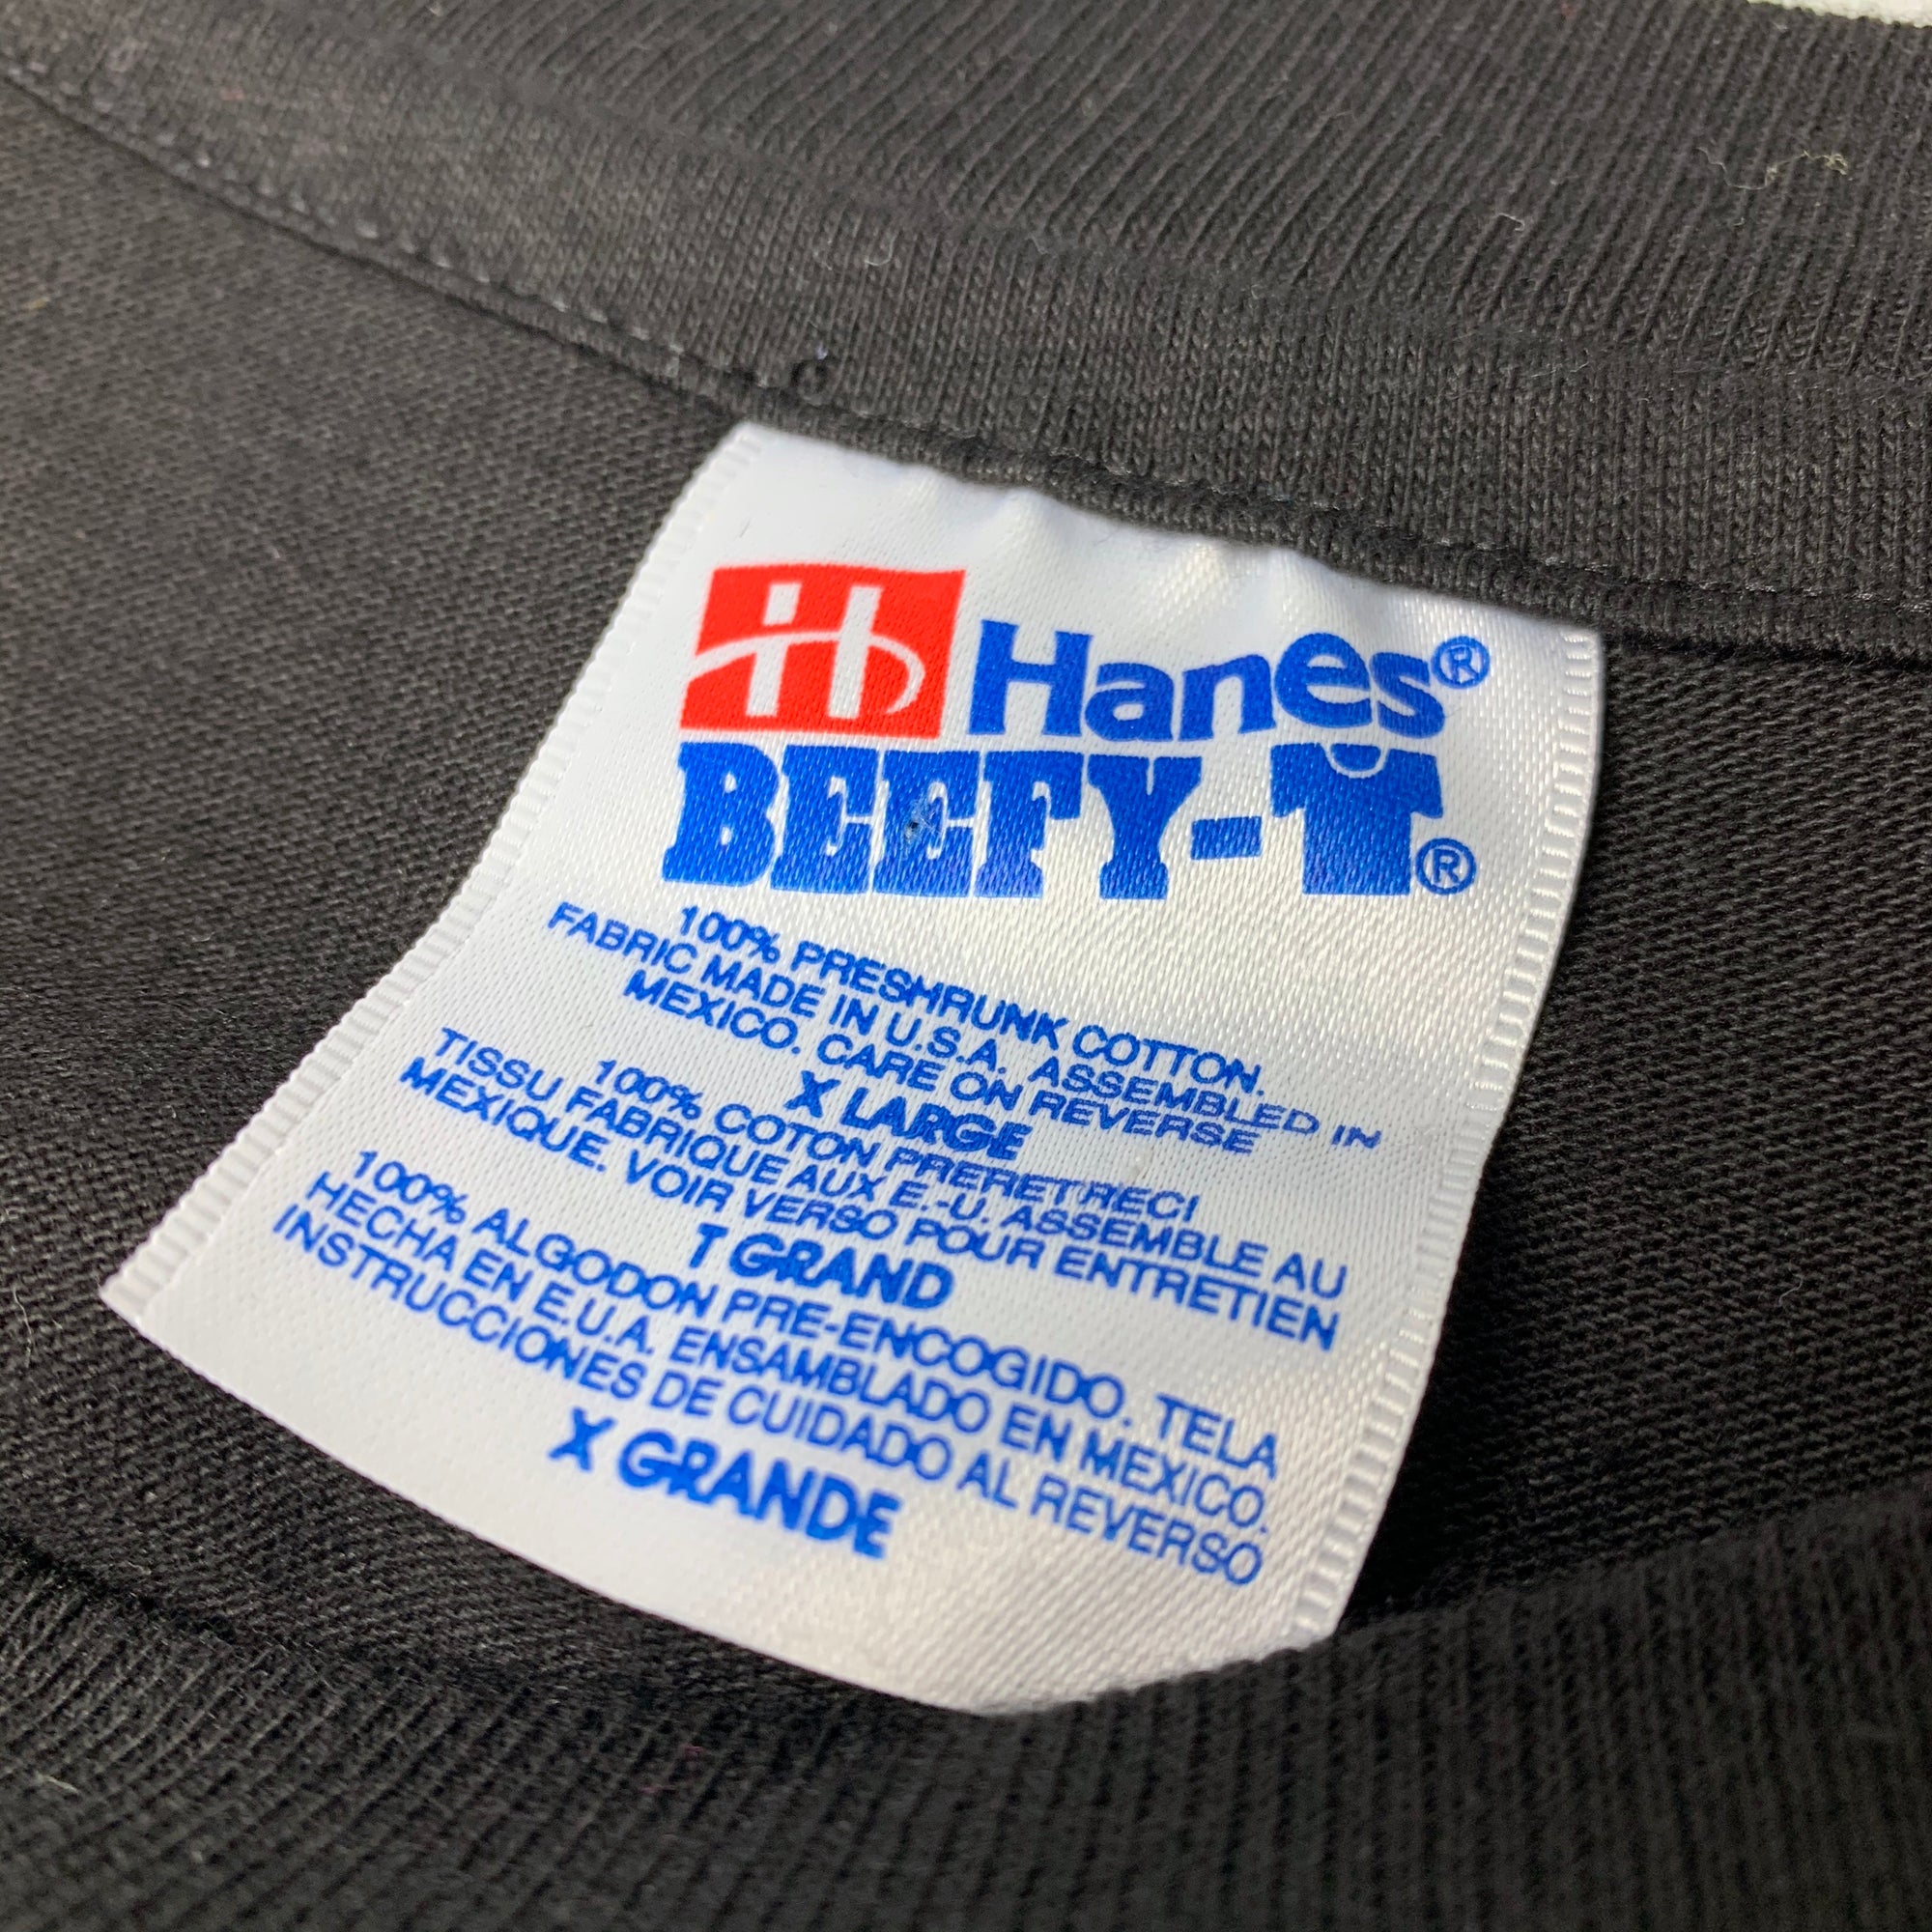 H Hanes®
BEEFY-T®
100% PRESHRUNK COTTON.
FABRIC MADE IN U.S.A. ASSEMBLED IN
MEXICO. CARE ON REVERSE
X LARGE
100% COTON PRERETRECI
TISSU FABRIQUE AUX E.-U. ASSEMBLE AU
MEXIQUE. VOIR VERSO POUR ENTRETIEN
T GRAND
100% ALGODON PRE-ENCOGIDO. TELA
HECHA EN E.U.A. ENSAMBLADO EN MEXICO.
INSTRUCCIONES DE CUIDADO AL REVERSO
X GRANDE